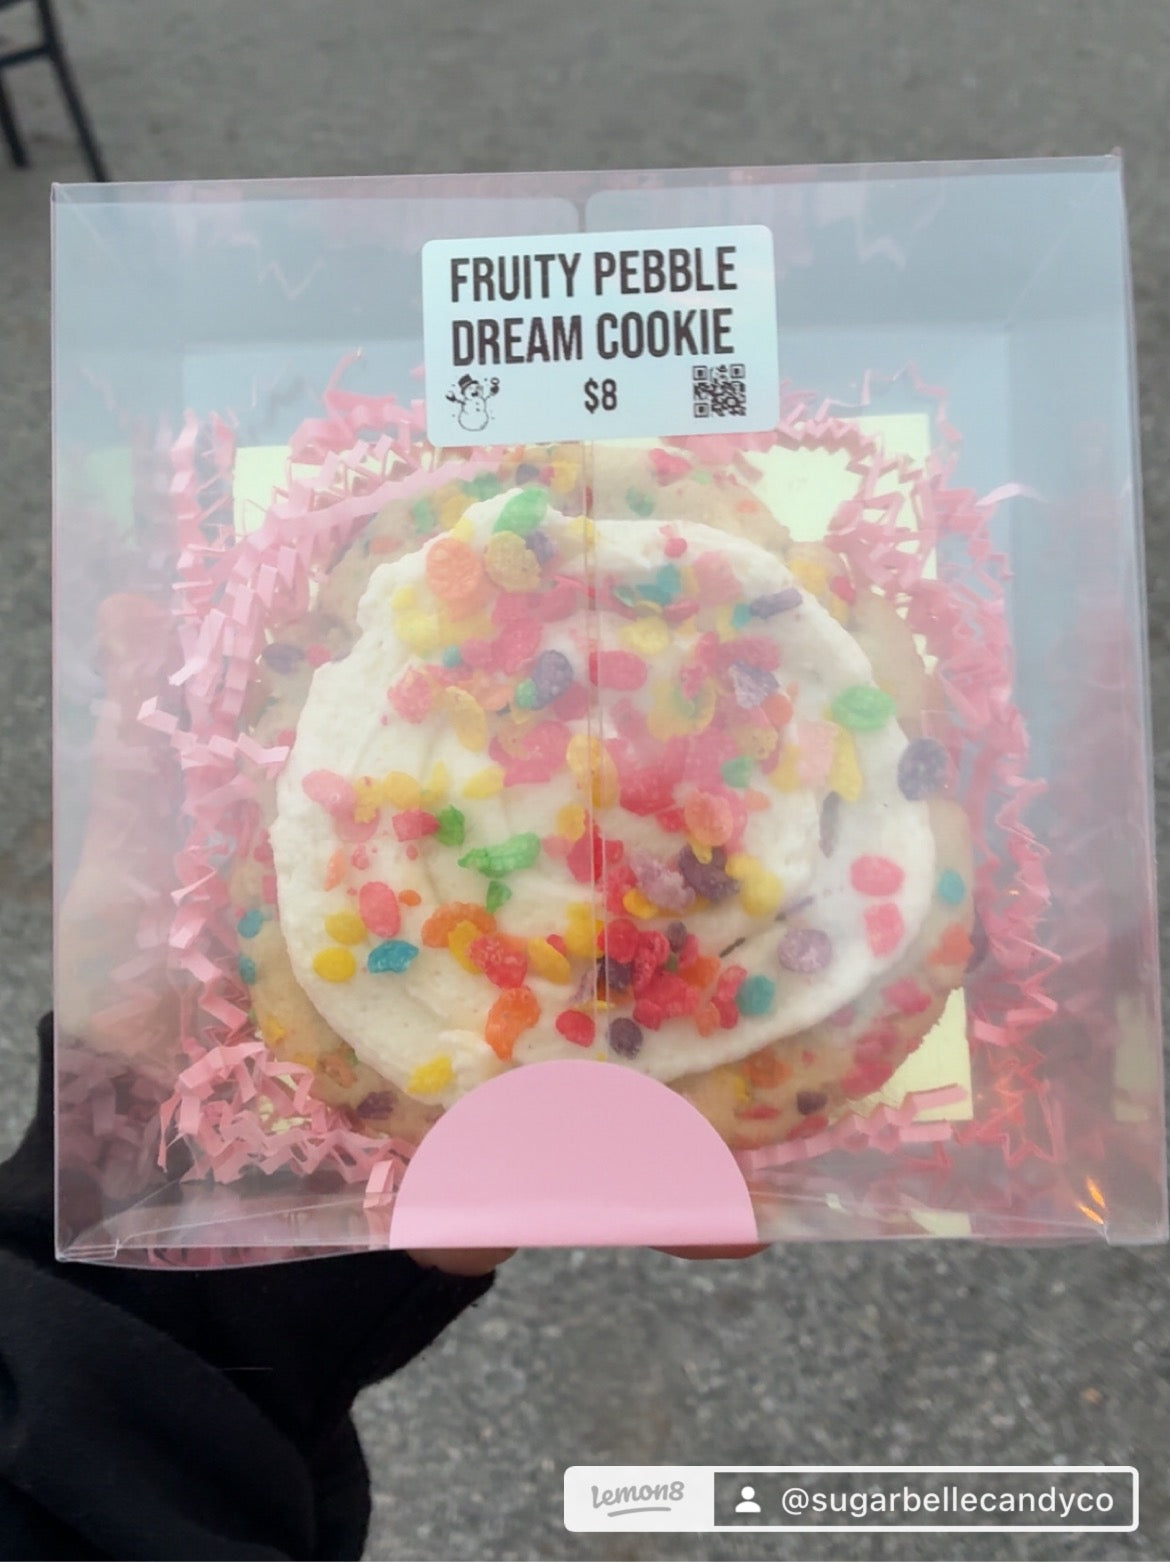 FRUITY PEBBLE
DREAM COOKIE
$8
lemon8
@sugarbellecandyco